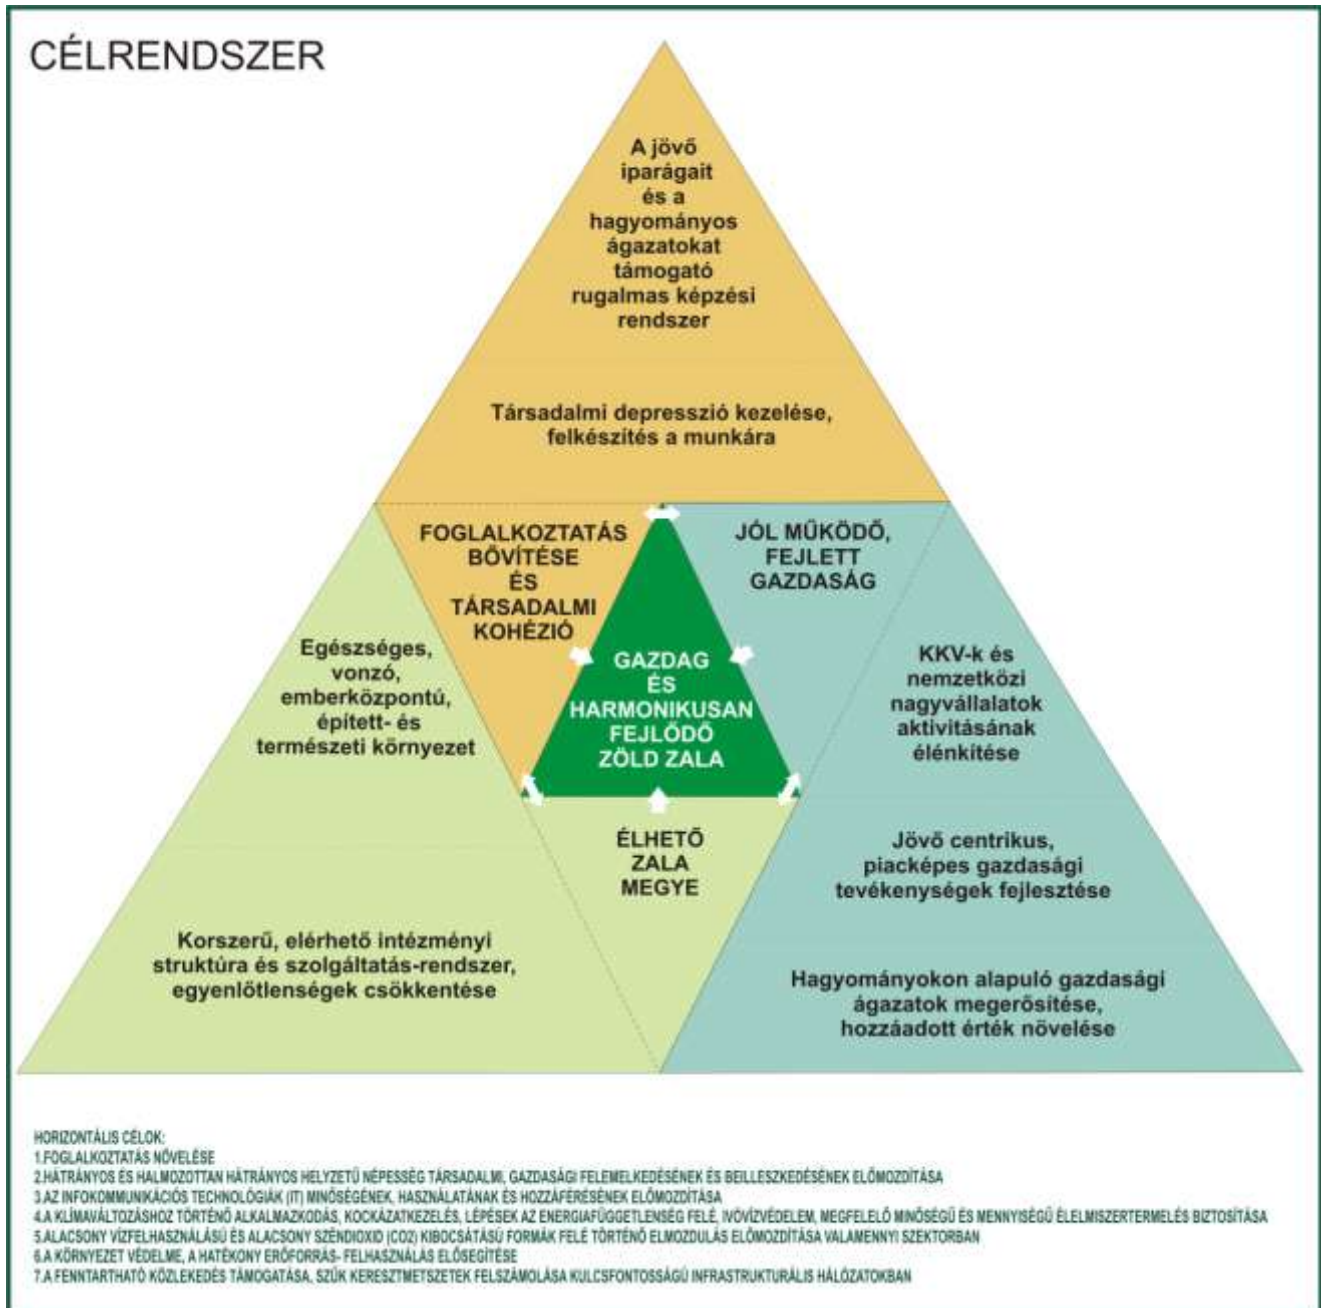 CÉLRENDSZER
A jövő
iparágait
és a
hagyományos
ágazatokat
támogató
rugalmas képzési
rendszer
Társadalmi depresszió kezelése,
felkészítés a munkára
FOGLALKOZTATÁS
BŐVÍTÉSE
ÉS
TÁRSADALMI
KOHÉZIÓ
JÓL MŰKÖDŐ,
FEJLETT
GAZDASÁG
GAZDAG
ÉS
HARMONIKUSAN
FEJLŐDŐ
ZÖLD ZALA
Egészséges,
vonzó,
emberközpontú,
épített- és
természeti környezet
KKV-k és
nemzetközi
nagyvállalatok
aktivitásának
élénkítése
ÉLHETŐ
ZALA
MEGYE
Jövő centrikus,
piacképes gazdasági
tevékenységek fejlesztése
Korszerű, elérhető intézményi
struktúra és szolgáltatás-rendszer,
egyenlőtlenségek csökkentése
Hagyományokon alapuló gazdasági
ágazatok megerősítése,
hozzáadott érték növelése
HORIZONTÁLIS CÉLOK:
1.FOGLALKOZTATÁS NÖVELÉSE
2.HÁTRÁNYOS ÉS HALMOZOTTAN HÁTRÁNYOS HELYZETŰ NÉPESSÉG TÁRSADALMI, GAZDASÁGI FELEMELKEDÉSÉNEK ÉS BEILLESZKEDÉSÉNEK ELŐMOZDÍTÁSA
3.AZ INFOKOMMUNIKÁCIÓS TECHNOLÓGIÁK (IT) MINŐSÉGÉNEK, HASZNÁLATÁNAK ÉS HOZZÁFÉRÉSÉNEK ELŐMOZDÍTÁSA
4.A KLÍMAVÁLTOZÁSHOZ TÖRTÉNŐ ALKALMAZKODÁS, KOCKÁZATKEZELÉS, LÉPÉSEK AZ ENERGIAFÜGGETLENSÉG FELÉ, IVÓVÍZVÉDELEM, MEGFELELŐ MINŐSÉGŰ ÉS MENNYISÉGŰ ÉLELMISZERTERMELÉS BIZTOSÍTÁSA
5.ALACSONY VÍZFELHASZNÁLÁSÚ ÉS ALACSONY SZÉNDIOXID (CO2) KIBOCSÁTÁSÚ FORMÁK FELÉ TÖRTÉNŐ ELMOZDULÁS ELŐMOZDÍTÁSA VALAMENNYI SZEKTORBAN
6.A KÖRNYEZET VÉDELME, A HATÉKONY ERŐFORRÁS- FELHASZNÁLÁS ELŐSEGÍTÉSE
7.A FENNTARTHATÓ KÖZLEKEDÉS TÁMOGATÁSA, SZŰK KERESZTMETSZETEK FELSZÁMOLÁSA KULCSFONTOSSÁGÚ INFRASTRUKTURÁLIS HÁLÓZATOKBAN